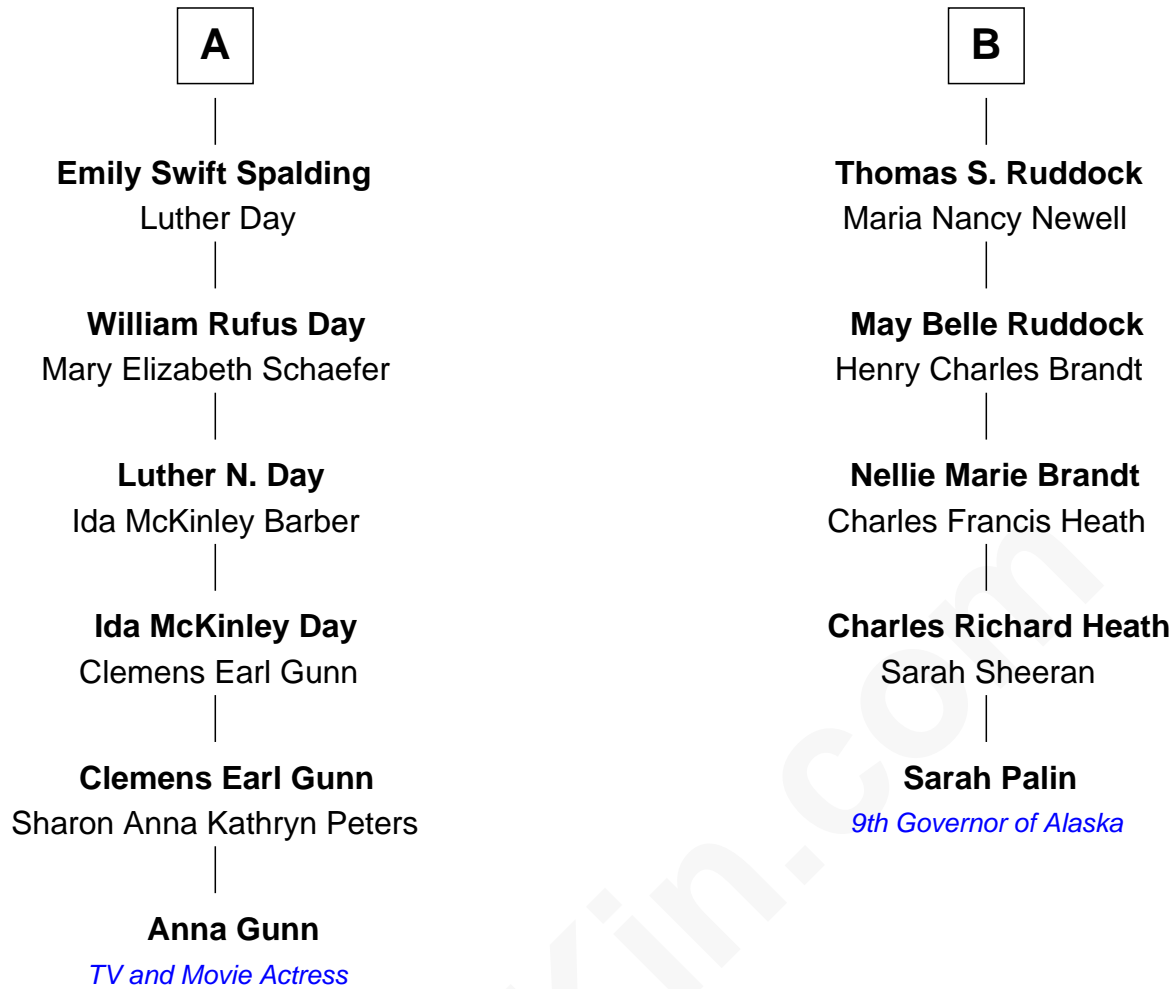 A
Emily Swift Spalding
Luther Day
William Rufus Day
Mary Elizabeth Schaefer
Luther N. Day
Ida McKinley Barber
Ida McKinley Day
Clemens Earl Gunn
Clemens Earl Gunn
Sharon Anna Kathryn Peters
Anna Gunn
TV and Movie Actress
B
Thomas S. Ruddock
Maria Nancy Newell
May Belle Ruddock
Henry Charles Brandt
Nellie Marie Brandt
Charles Francis Heath
Charles Richard Heath
Sarah Sheeran
Sarah Palin
9th Governor of Alaska
Kin.com